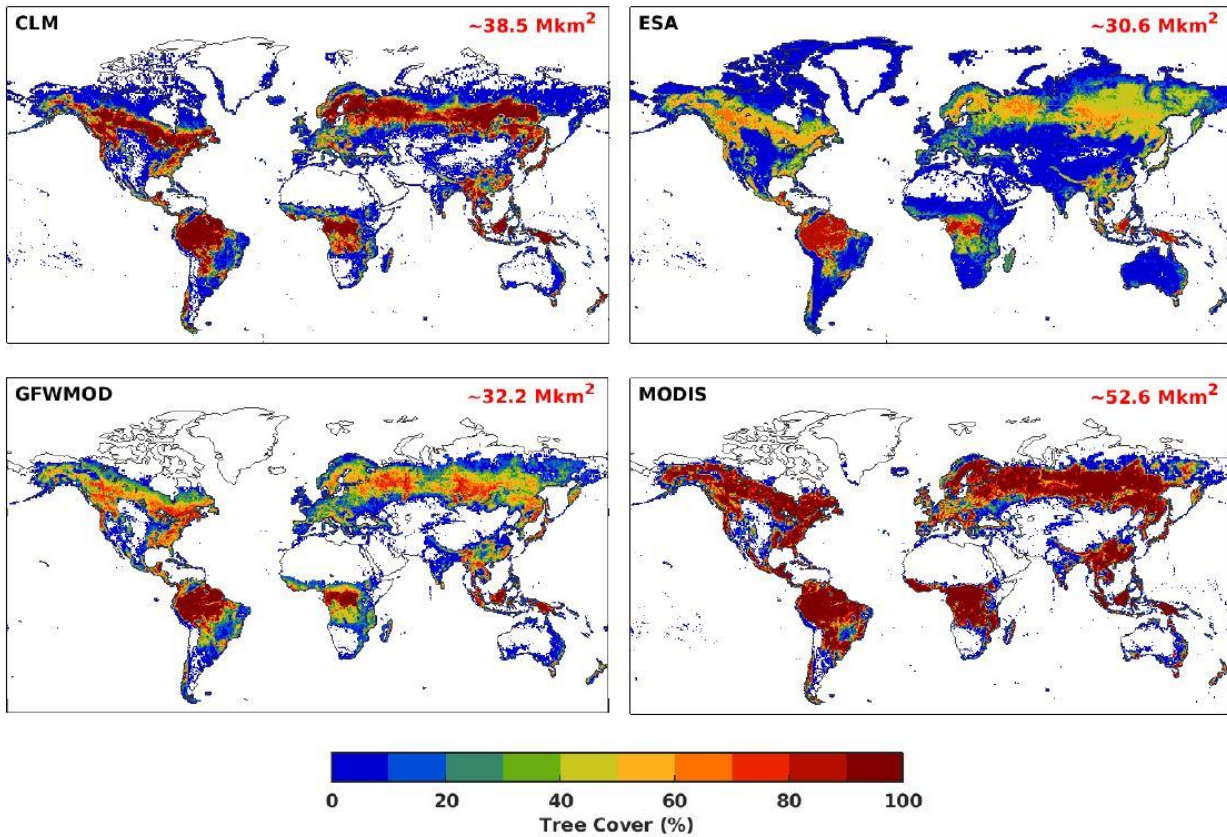 CLM
~38.5 Mkm²
ESA
~30.6 Mkm²
GFWMOD
~32.2 Mkm²
MODIS
~52.6 Mkm²
0 20 40 60 80 100
Tree Cover (%)